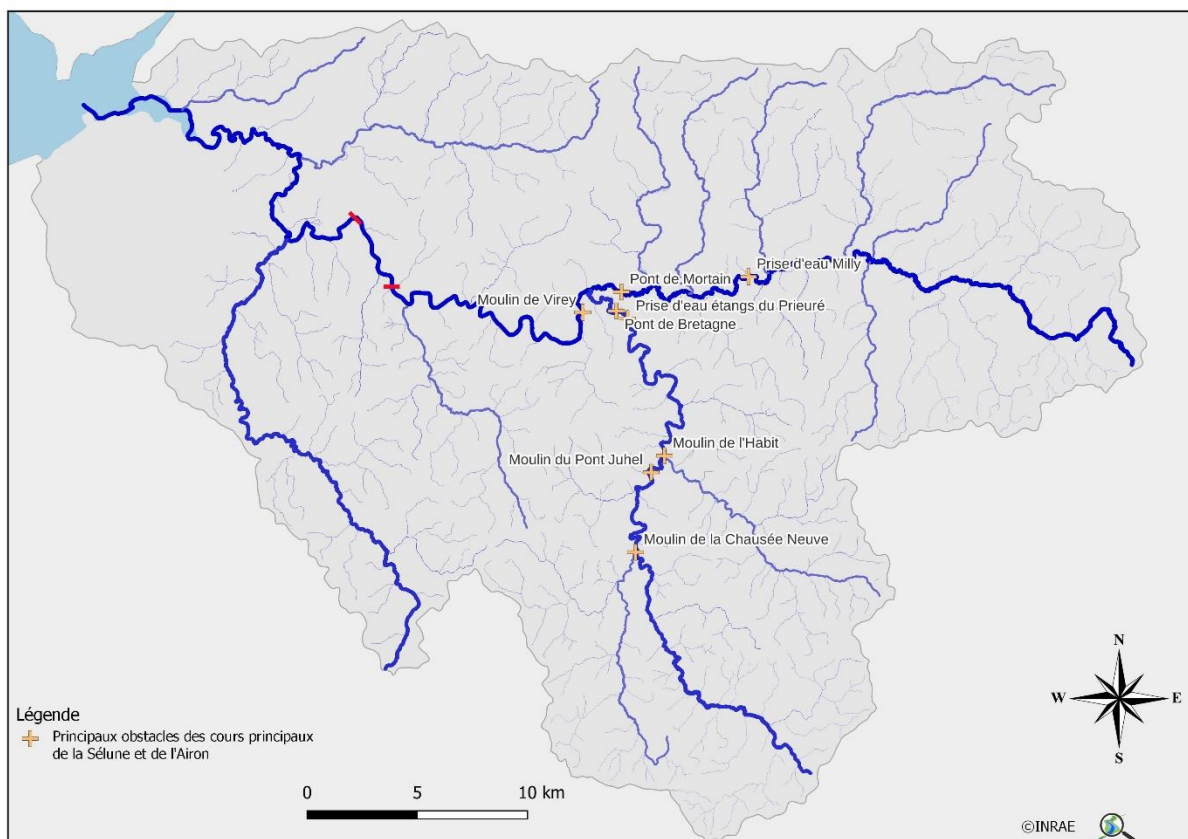 Prise d'eau Milly
Pont de Mortain
Moulin de Virey
Prise d'eau étangs du Prieuré
Pont de Bretagne
Moulin de l'Habit
Moulin du Pont Juhel
Moulin de la Chausée Neuve
N
W
E
S
Légende
Principaux obstacles des cours principaux
de la Sélune et de l'Airon
0
5
10 km
©INRAE